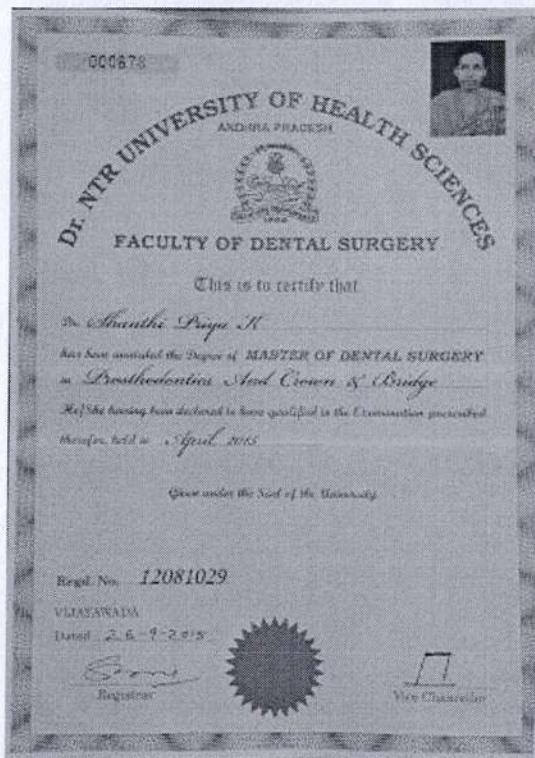 000678
Dr. NTR UNIVERSITY OF HEALTH SCIENCES
ANDHRA PRADESH
FACULTY OF DENTAL SURGERY
This is to certify that
Dr. Shanthi Priya K
has been awarded the Degree of MASTER OF DENTAL SURGERY
in Prosthodontics And Crown & Bridge
He/She having been declared to have qualified in the Examination prescribed
therefor, held in April 2015
Given under the Seal of the University
Regd. No. 12081029
VIJAYAWADA
Dated 26-9-2015
Registrar
Vice Chancellor